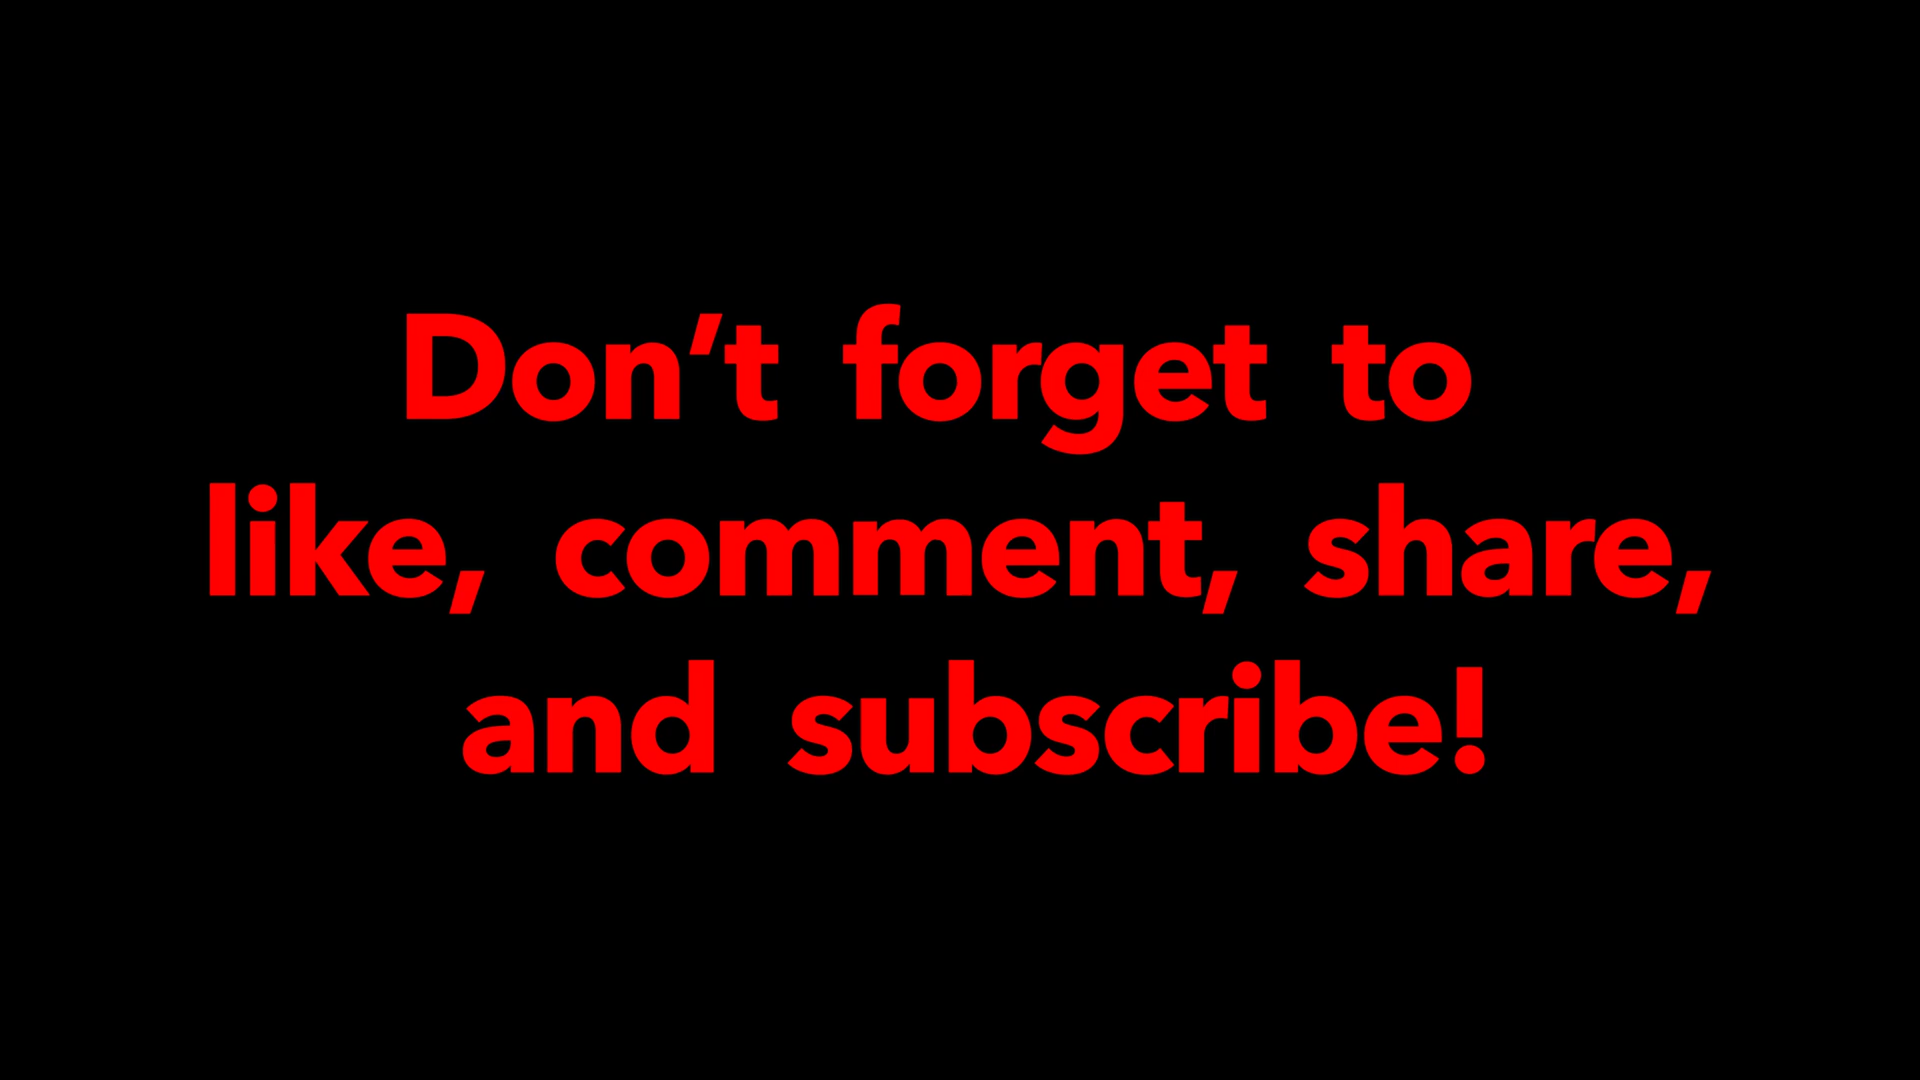 Don’t forget to
like, comment, share,
and subscribe!